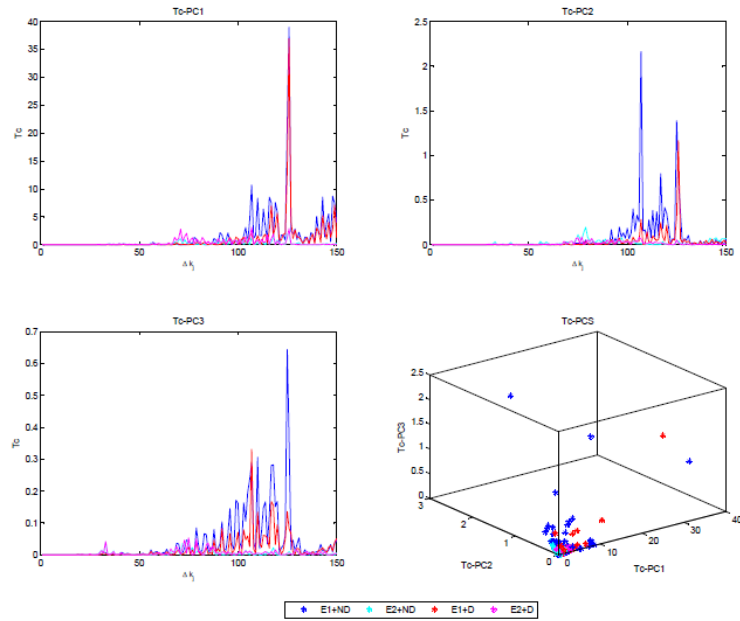 Tc-PC1
40
35
30
25
20
15
10
5
0
Tc
0 50 100 150
Δ kj
Tc-PC2
2.5
2
1.5
1
0.5
0
Tc
0 50 100 150
Δ kj
Tc-PC3
0.7
0.6
0.5
0.4
0.3
0.2
0.1
0
Tc
0 50 100 150
Δ kj
Tc-PCS
2.5
2
1.5
1
0.5
0
Tc-PC3
3 2 1 0
Tc-PC2
0 10 20 30 40
Tc-PC1
E1+ND E2+ND E1+D E2+D